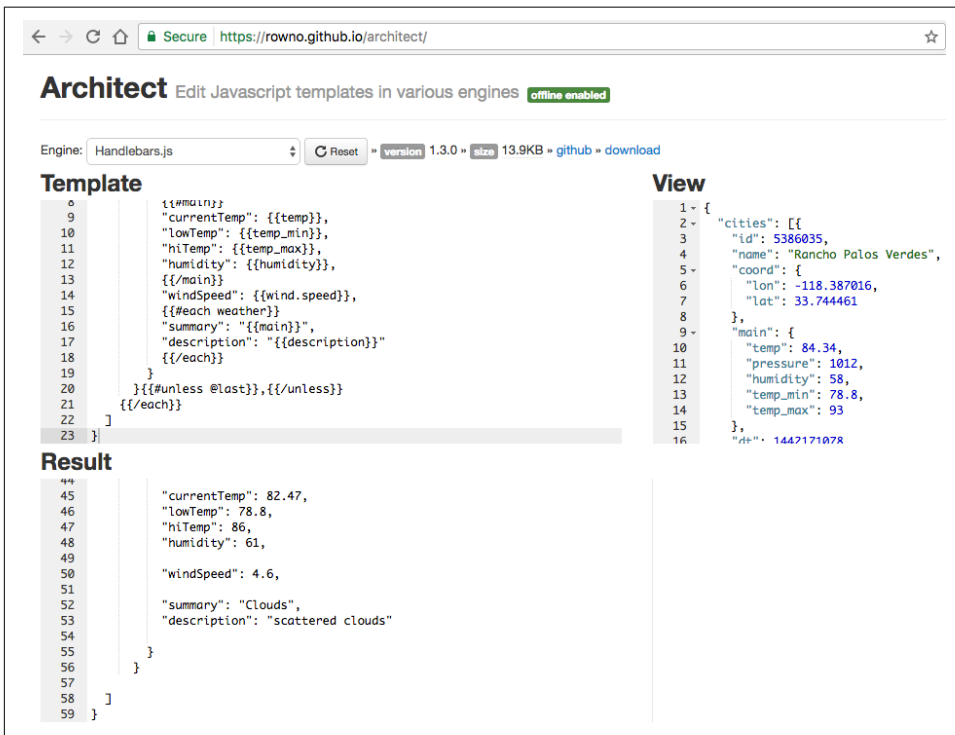 Secure https://rowno.github.io/architect/
Architect Edit Javascript templates in various engines offline enabled
Engine: Handlebars.js Reset » version 1.3.0 » size 13.9KB » github » download
Template
8 {{#main}}
9 "currentTemp": {{temp}},
10 "lowTemp": {{temp_min}},
11 "hiTemp": {{temp_max}},
12 "humidity": {{humidity}},
13 {{/main}}
14 "windSpeed": {{wind.speed}},
15 {{#each weather}}
16 "summary": "{{main}}",
17 "description": "{{description}}"
18 {{/each}}
19 }
20 }{{#unless @last}},{{/unless}}
21 {{/each}}
22 ]
23 }
View
1 {
2 "cities": [{
3 "id": 5386035,
4 "name": "Rancho Palos Verdes",
5 "coord": {
6 "lon": -118.387016,
7 "lat": 33.744461
8 },
9 "main": {
10 "temp": 84.34,
11 "pressure": 1012,
12 "humidity": 58,
13 "temp_min": 78.8,
14 "temp_max": 93
15 },
16 "dt": 1442171078
Result
44
45 "currentTemp": 82.47,
46 "lowTemp": 78.8,
47 "hiTemp": 86,
48 "humidity": 61,
49
50 "windSpeed": 4.6,
51
52 "summary": "Clouds",
53 "description": "scattered clouds"
54
55 }
56 }
57
58 ]
59 }